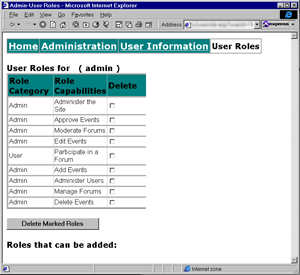 Admin-User Roles - Microsoft Internet Explorer
File Edit View Go Favorites Help
Address
Home Administration User Information User Roles
User Roles for ( admin )
Role Category Role Capabilities Delete
Admin Administer the Site
Admin Approve Events
Admin Moderate Forums
Admin Edit Events
User Participate in a Forum
Admin Add Events
Admin Administer Users
Admin Manage Forums
Admin Delete Events
Delete Marked Roles
Roles that can be added:
Internet zone